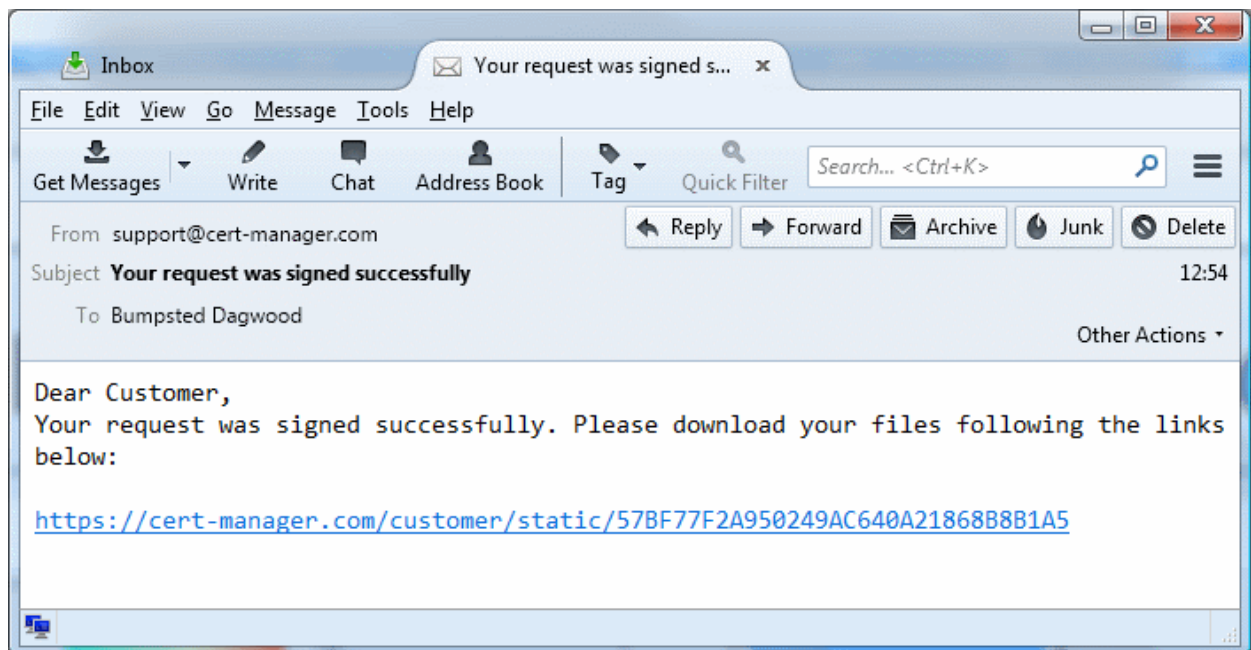 Inbox
Your request was signed s...
File Edit View Go Message Tools Help
Get Messages Write Chat Address Book Tag Quick Filter Search... <Ctrl+K>
From support@cert-manager.com Reply Forward Archive Junk Delete
Subject Your request was signed successfully 12:54
To Bumpsted Dagwood
Other Actions
Dear Customer,
Your request was signed successfully. Please download your files following the links
below:
https://cert-manager.com/customer/static/57BF77F2A950249AC640A21868B8B1A5